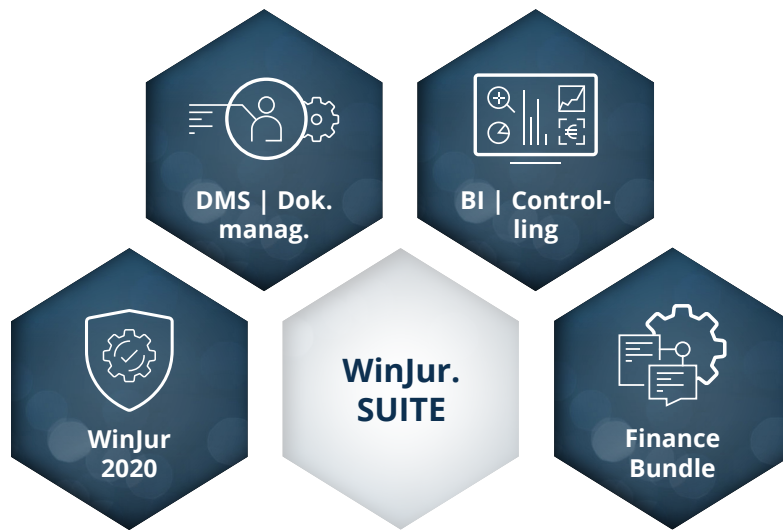 DMS | Dok.
manag.
BI | Control-
ling
WinJur
2020
WinJur.
SUITE
Finance
Bundle